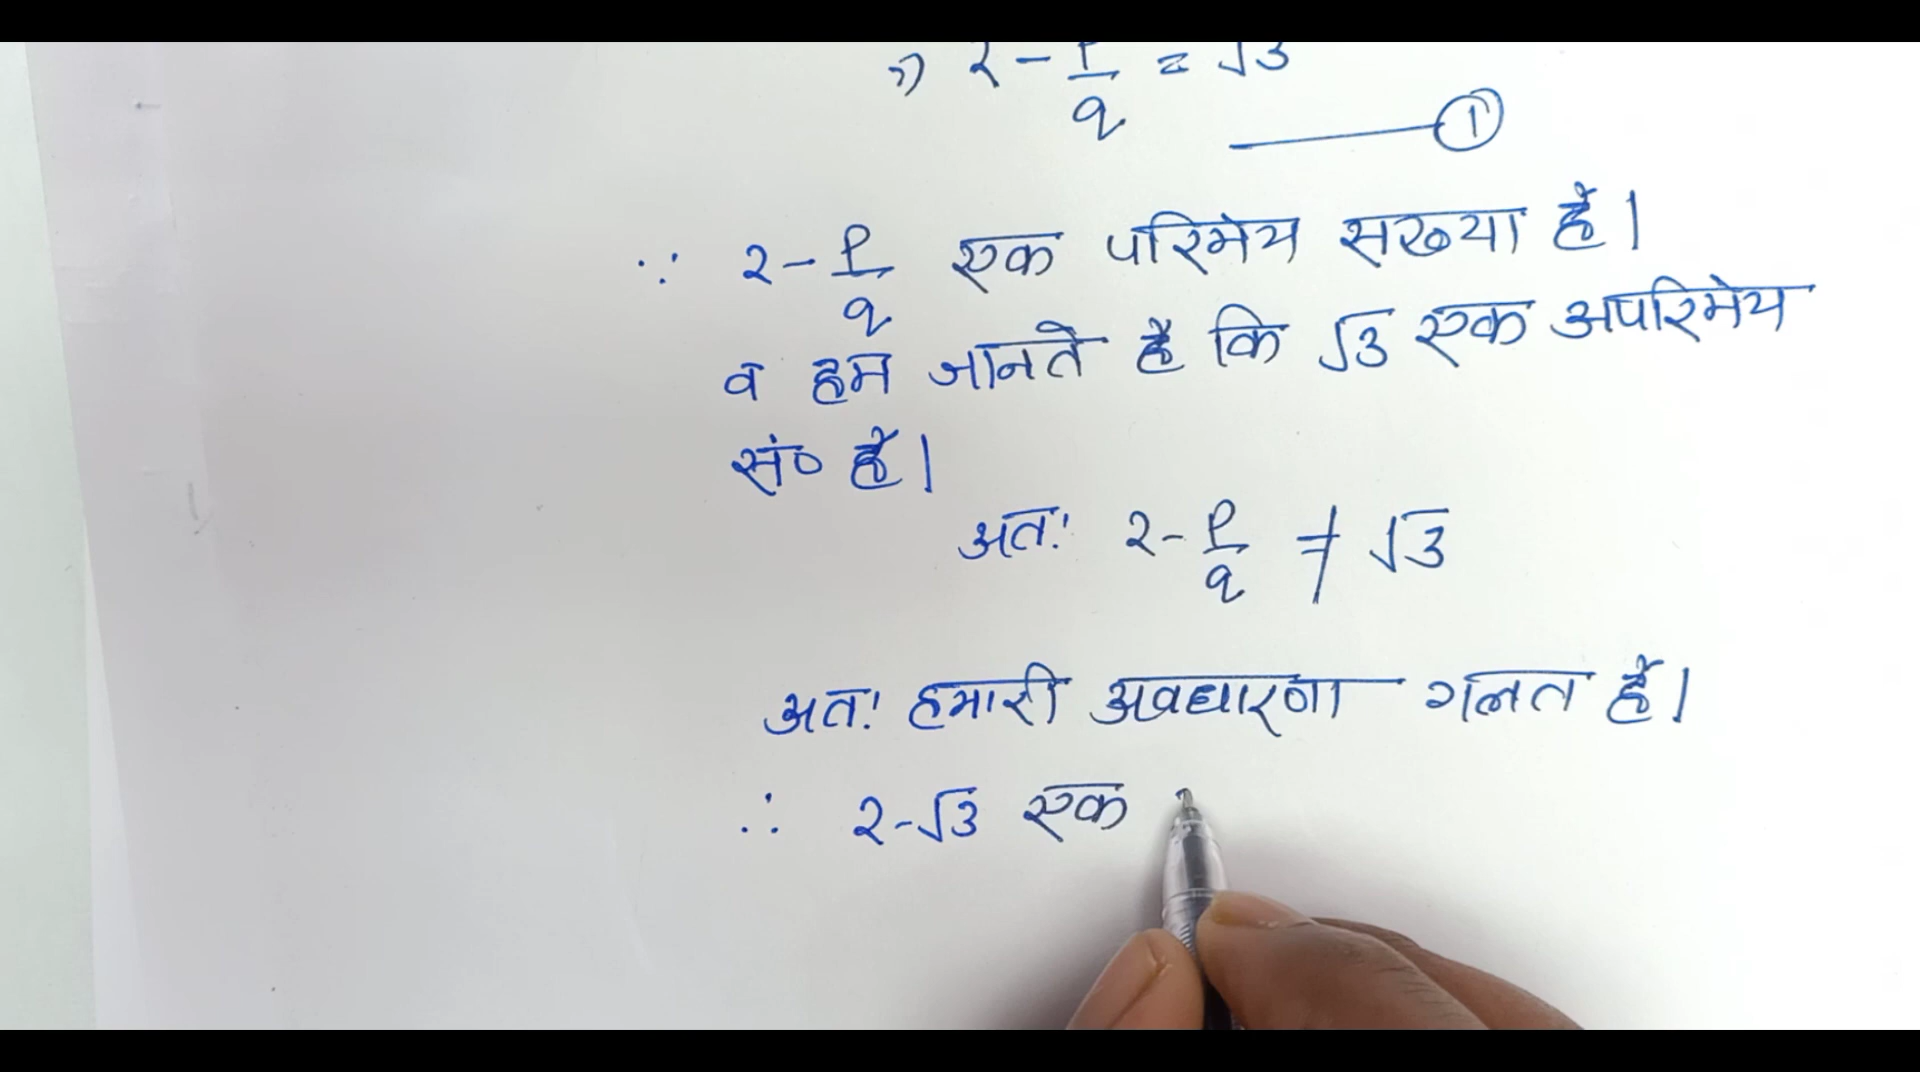 ⇒ 2 - P/q = √3
①
∵ 2 - P/q एक परिमेय सख्या है।
व हम जानते है कि √3 एक अपरिमेय
सं० है।
अत: 2 - P/q ≠ √3
अत: हमारी अवधारणा गलत है।
∴ 2-√3 एक